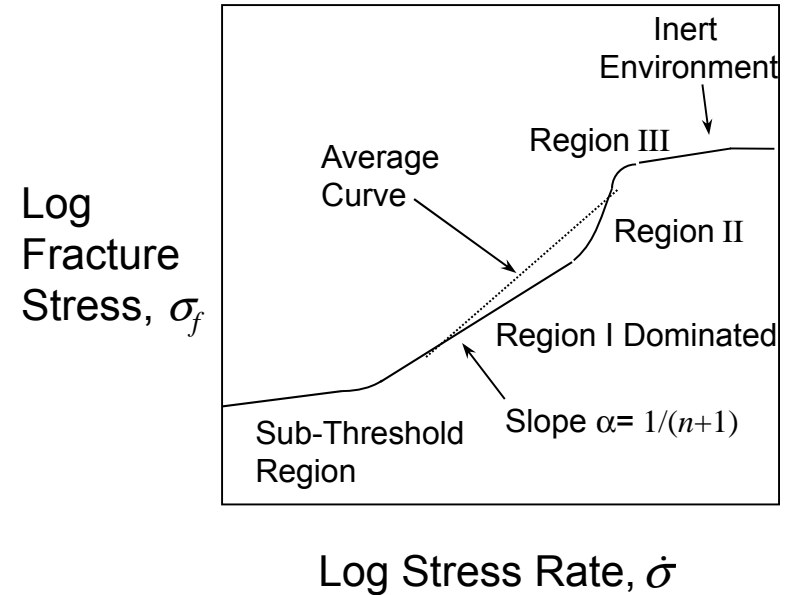 Inert
Environment
Region III
Average
Curve
Log
Fracture
Stress, σf
Region II
Region I Dominated
Slope α= 1/(n+1)
Sub-Threshold
Region
Log Stress Rate, σ̇